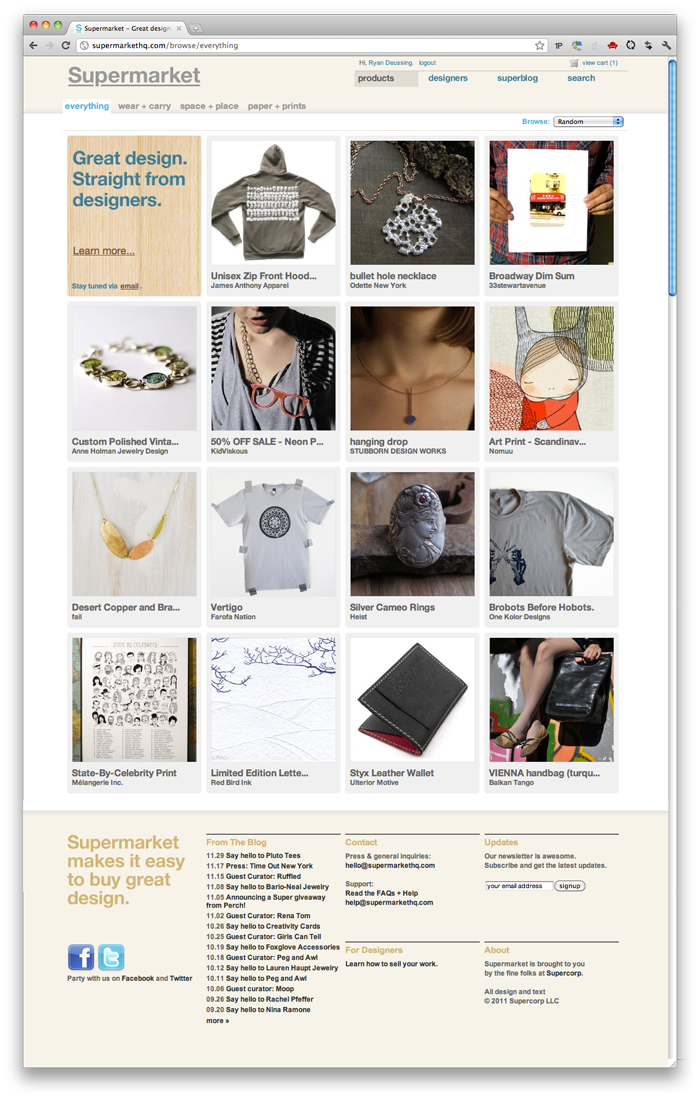 Supermarket – Great design.
supermarkethq.com/browse/everything
Supermarket
Hi, Ryan Deussing. logout
view cart (1)
products designers superblog search
everything wear + carry space + place paper + prints
Browse: Random
Great design.
Straight from
designers.
Learn more...
Stay tuned via email.
Unisex Zip Front Hood...
James Anthony Apparel
bullet hole necklace
Odette New York
Broadway Dim Sum
33stewartavenue
Custom Polished Vinta...
Anne Holman Jewelry Design
50% OFF SALE - Neon P...
KidViskous
hanging drop
STUBBORN DESIGN WORKS
Art Print - Scandinav...
Nomuu
Desert Copper and Bra...
fail
Vertigo
Farofa Nation
Silver Cameo Rings
Heist
Brobots Before Hobots.
One Kolor Designs
STATE BY CELEBRITY
State-By-Celebrity Print
Mélangerie Inc.
Limited Edition Lette...
Red Bird Ink
Styx Leather Wallet
Ulterior Motive
VIENNA handbag (turqu...
Balkan Tango
Supermarket
makes it easy
to buy great
design.
Party with us on Facebook and Twitter
From The Blog
11.29 Say hello to Pluto Tees
11.17 Press: Time Out New York
11.15 Guest Curator: Ruffled
11.08 Say hello to Bario-Neal Jewelry
11.05 Announcing a Super giveaway
from Perch!
11.02 Guest Curator: Rena Tom
10.26 Say hello to Creativity Cards
10.25 Guest Curator: Girls Can Tell
10.19 Say hello to Foxglove Accessories
10.18 Guest Curator: Peg and Awl
10.12 Say hello to Lauren Haupt Jewelry
10.11 Say hello to Peg and Awl
10.06 Guest curator: Moop
09.26 Say hello to Rachel Pfeffer
09.20 Say hello to Nina Ramone
more »
Contact
Press & general inquiries:
hello@supermarkethq.com
Support:
Read the FAQs + Help
help@supermarkethq.com
For Designers
Learn how to sell your work.
Updates
Our newsletter is awesome.
Subscribe and get the latest updates.
your email address signup
About
Supermarket is brought to you
by the fine folks at Supercorp.
All design and text
© 2011 Supercorp LLC